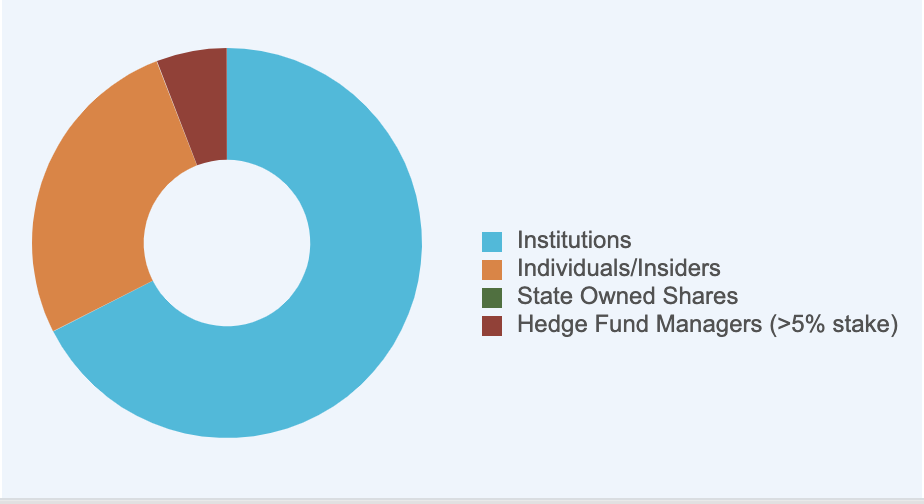 Institutions
Individuals/Insiders
State Owned Shares
Hedge Fund Managers (>5% stake)